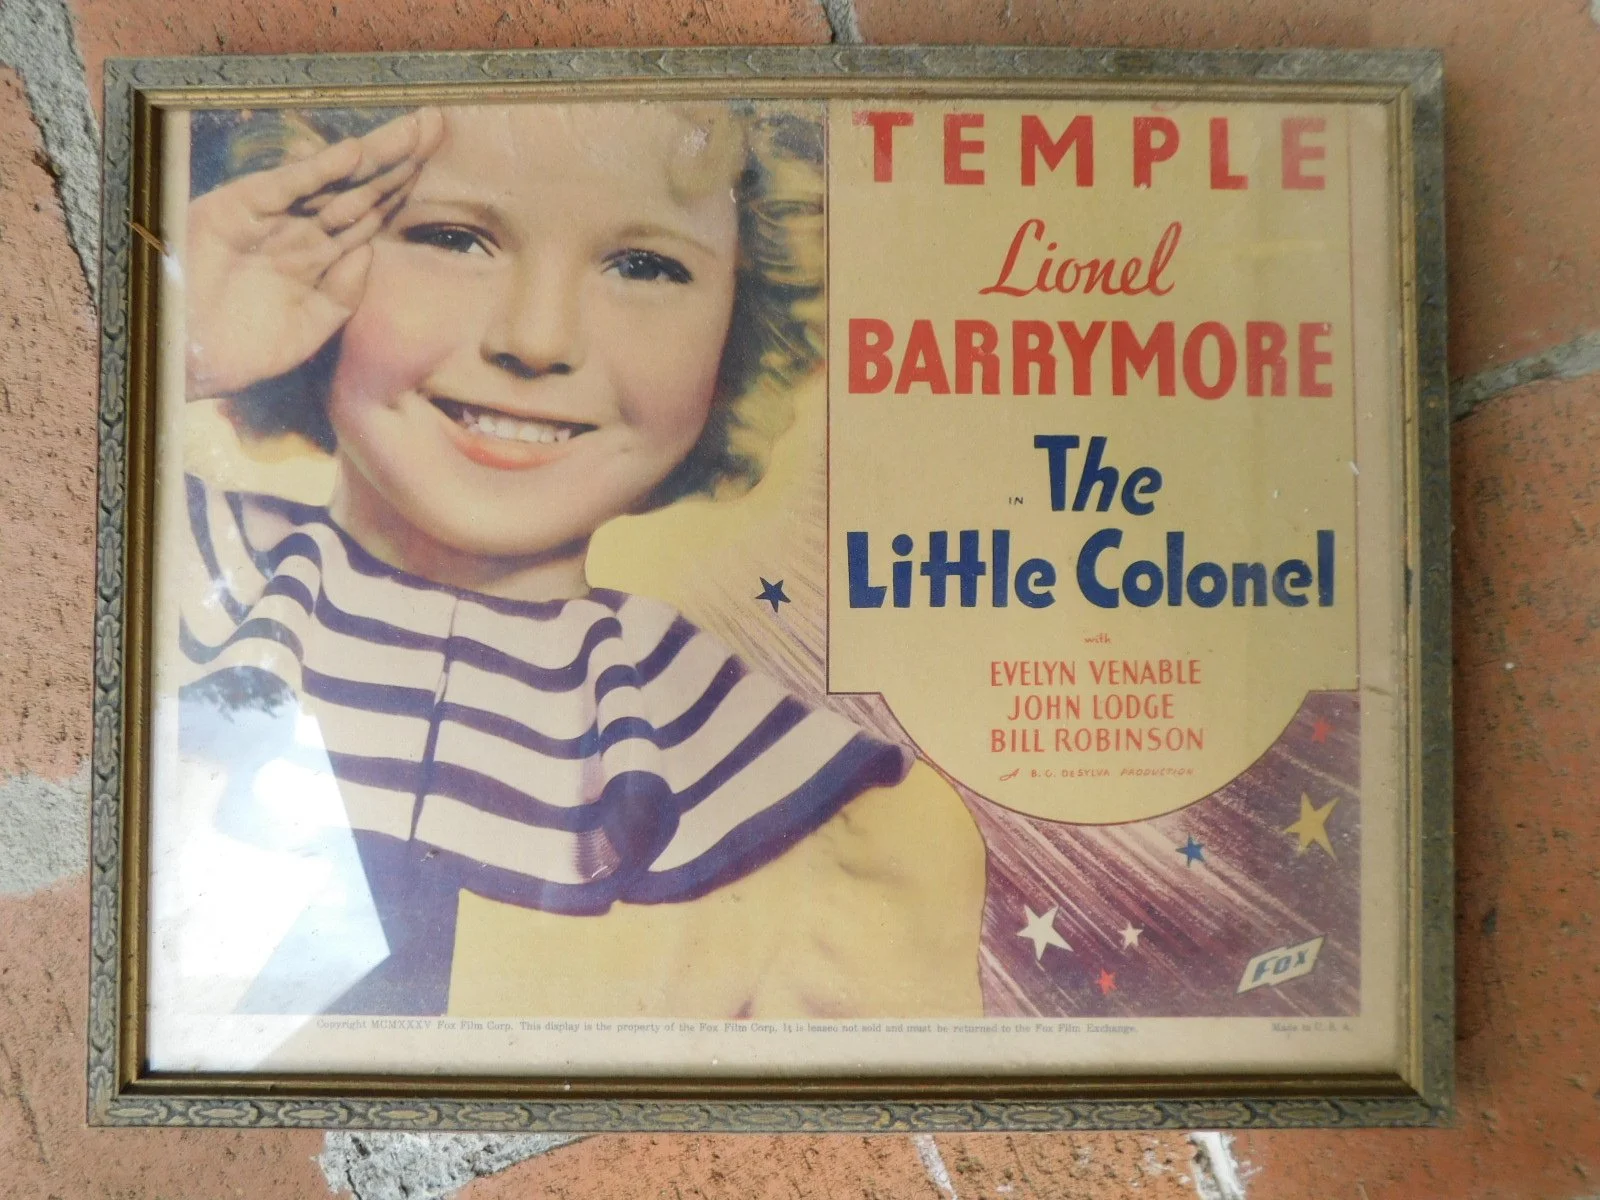 TEMPLE
Lionel
BARRYMORE
IN The
Little Colonel
with
EVELYN VENABLE
JOHN LODGE
BILL ROBINSON
A B. G. DESYLVA PRODUCTION
FOX
Copyright MCMXXXV Fox Film Corp. This display is the property of the Fox Film Corp. It is leased not sold and must be returned to the Fox Film Exchange.
Made in U. S. A.